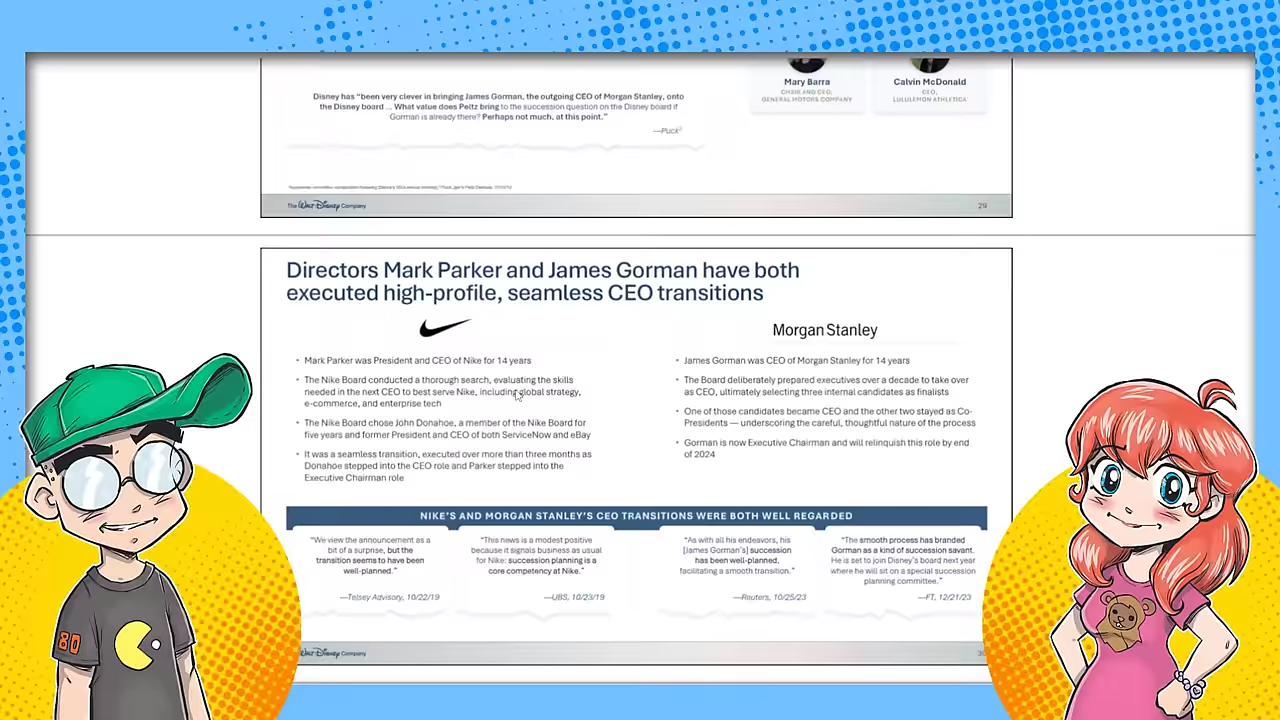 Disney has “been very clever in bringing James Gorman, the outgoing CEO of Morgan Stanley, onto
the Disney board ... What value does Peltz bring to the succession question on the Disney board if
Gorman is already there? Perhaps not much, at this point.”
—Puck
Mary Barra
CHAIR AND CEO,
GENERAL MOTORS COMPANY
Calvin McDonald
CEO,
LULULEMON ATHLETICA
The Walt Disney Company
29
Directors Mark Parker and James Gorman have both
executed high-profile, seamless CEO transitions
• Mark Parker was President and CEO of Nike for 14 years
• The Nike Board conducted a thorough search, evaluating the skills
needed in the next CEO to best serve Nike, including global strategy,
e-commerce, and enterprise tech
• The Nike Board chose John Donahoe, a member of the Nike Board for
five years and former President and CEO of both ServiceNow and eBay
• It was a seamless transition, executed over more than three months as
Donahoe stepped into the CEO role and Parker stepped into the
Executive Chairman role
Morgan Stanley
• James Gorman was CEO of Morgan Stanley for 14 years
• The Board deliberately prepared executives over a decade to take over
as CEO, ultimately selecting three internal candidates as finalists
• One of those candidates became CEO and the other two stayed as Co-
Presidents — underscoring the careful, thoughtful nature of the process
• Gorman is now Executive Chairman and will relinquish this role by end
of 2024
NIKE’S AND MORGAN STANLEY’S CEO TRANSITIONS WERE BOTH WELL REGARDED
“We view the announcement as a
bit of a surprise, but the
transition seems to have been
well-planned.”
—Telsey Advisory, 10/22/19
“This news is a modest positive
because it signals business as usual
for Nike: succession planning is a
core competency at Nike.”
—UBS, 10/23/19
“As with all his endeavors, his
[James Gorman’s] succession
has been well-planned,
facilitating a smooth transition.”
—Reuters, 10/25/23
“The smooth process has branded
Gorman as a kind of succession savant.
He is set to join Disney’s board next year
where he will sit on a special succession
planning committee.”
—FT, 12/21/23
Walt Disney Company
80